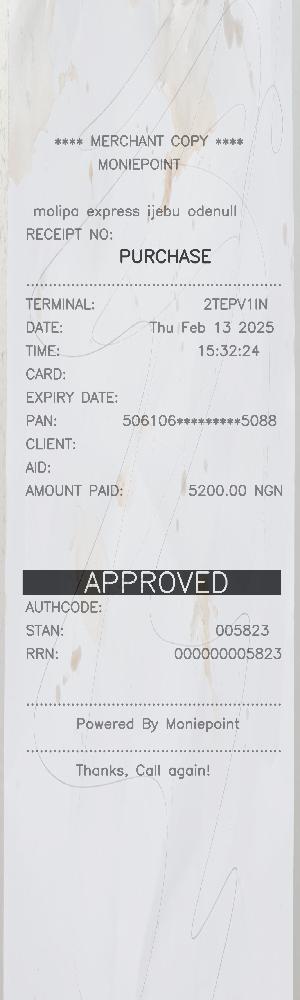 **** MERCHANT COPY ****
MONIEPOINT
molipa express ijebu odenull
RECEIPT NO:
PURCHASE
TERMINAL: 2TEPV1IN
DATE: Thu Feb 13 2025
TIME: 15:32:24
CARD:
EXPIRY DATE:
PAN: 506106*********5088
CLIENT:
AID:
AMOUNT PAID: 5200.00 NGN
APPROVED
AUTHCODE:
STAN: 005823
RRN: 000000005823
Powered By Moniepoint
Thanks, Call again!